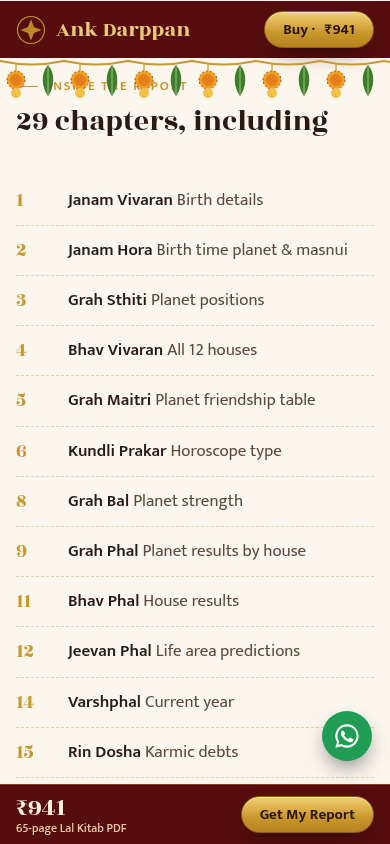 Ank Darppan
Buy · ₹941
29 chapters, including
1 Janam Vivaran Birth details
2 Janam Hora Birth time planet & masnui
3 Grah Sthiti Planet positions
4 Bhav Vivaran All 12 houses
5 Grah Maitri Planet friendship table
6 Kundli Prakar Horoscope type
8 Grah Bal Planet strength
9 Grah Phal Planet results by house
11 Bhav Phal House results
12 Jeevan Phal Life area predictions
14 Varshphal Current year
15 Rin Dosha Karmic debts
₹941
65-page Lal Kitab PDF
Get My Report